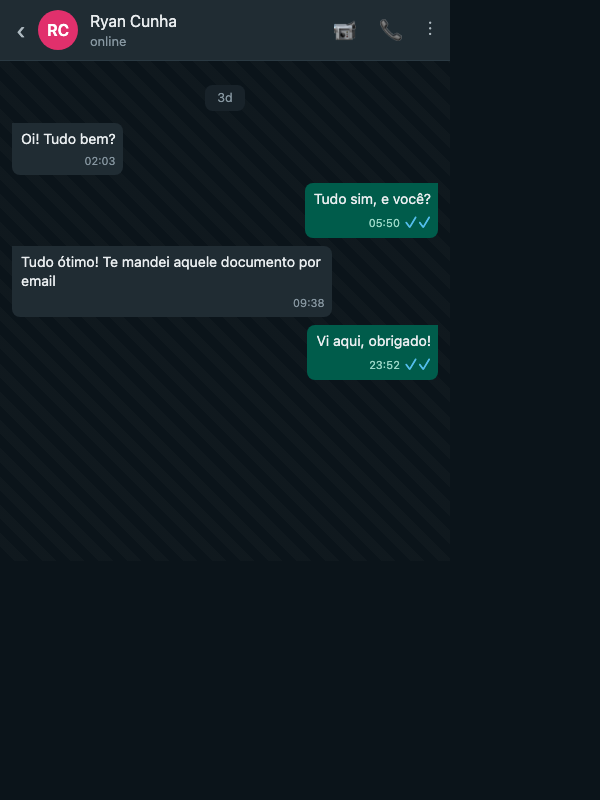 RC
Ryan Cunha
online
3d
Oi! Tudo bem?
02:03
Tudo sim, e você?
05:50
Tudo ótimo! Te mandei aquele documento por
email
09:38
Vi aqui, obrigado!
23:52